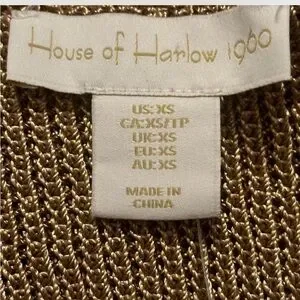 House of Harlow 1960
US:XS
CA:XS/TP
UK:XS
EU:XS
AU:XS
MADE IN
CHINA